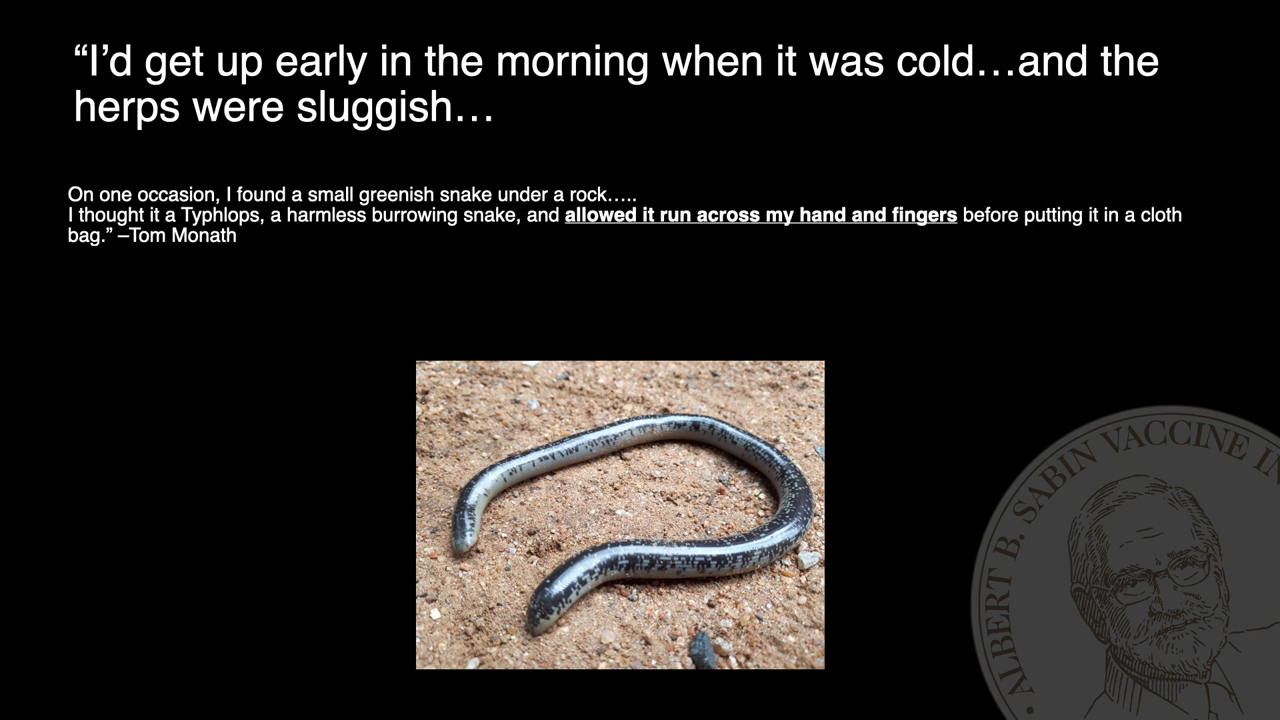 “I’d get up early in the morning when it was cold…and the
herps were sluggish…
On one occasion, I found a small greenish snake under a rock…..
I thought it a Typhlops, a harmless burrowing snake, and allowed it run across my hand and fingers before putting it in a cloth
bag.” –Tom Monath
• ALBERT B. SABIN VACCINE IN